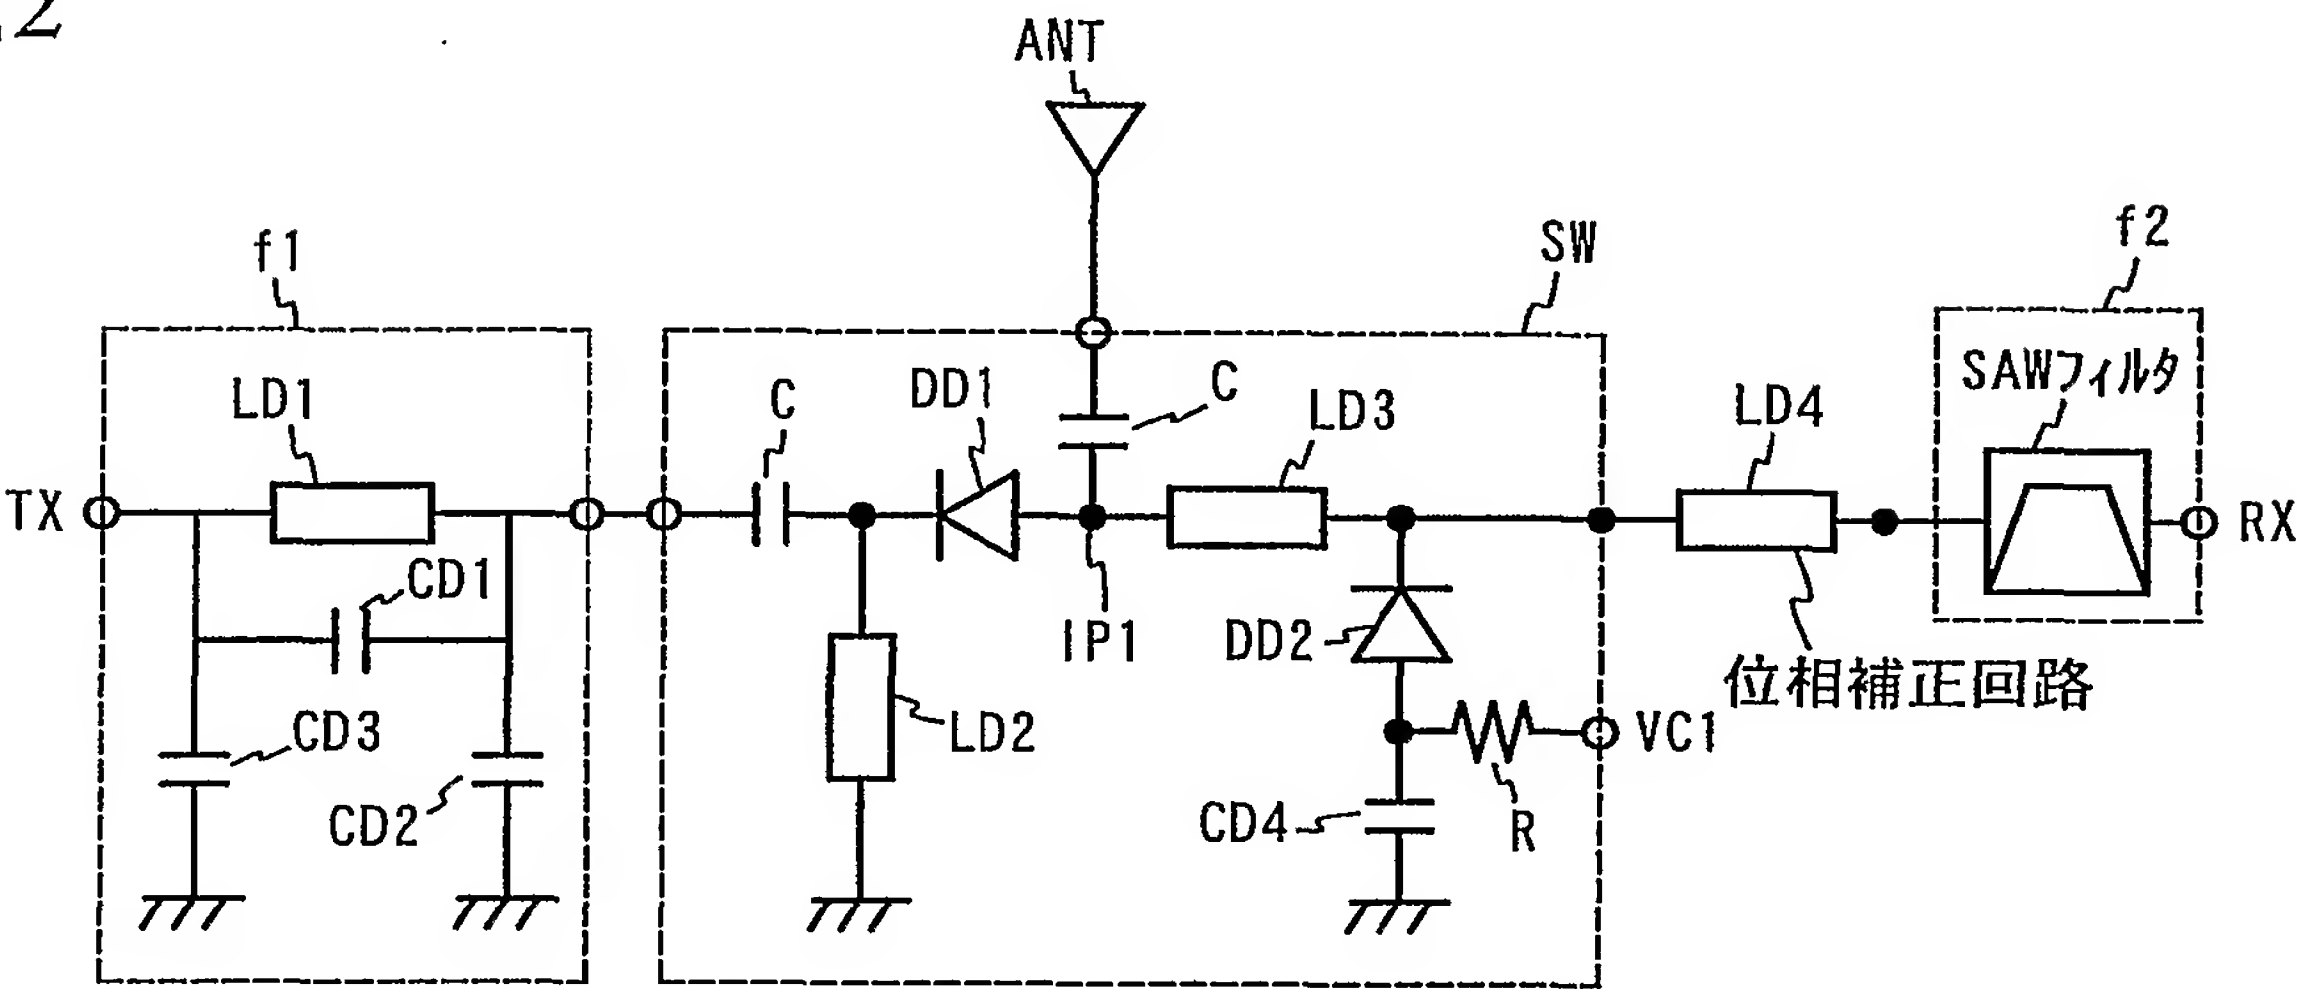 .2
ANT
f1
SW
f2
LD1
C
DD1
C
LD3
LD4
SAWフィルタ
TX
RX
CD1
IP1
DD2
位相補正回路
CD3
LD2
VC1
CD2
CD4
R